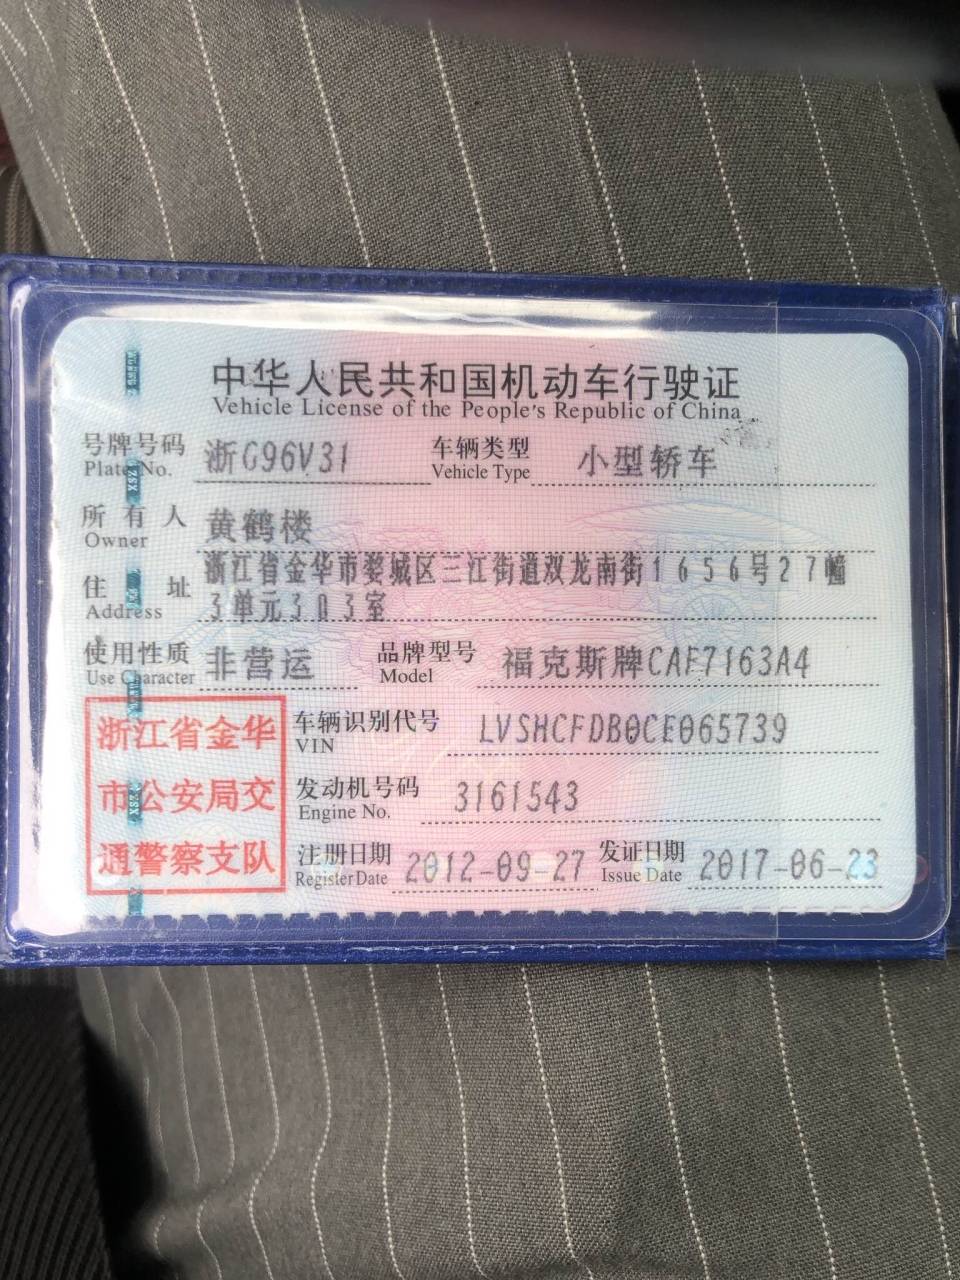 中华人民共和国机动车行驶证
Vehicle License of the People's Republic of China
号牌号码 浙G96V31 车辆类型 小型轿车
Plate No. Vehicle Type
所有人 黄鹤楼
Owner
住址 浙江省金华市婺城区三江街道双龙南街1656号27幢
Address 3单元303室
使用性质 非营运 品牌型号 福克斯牌CAF7163A4
Use Character Model
浙江省金华
市公安局交
通警察支队
车辆识别代号 LVSHCFDB0CE065739
VIN
发动机号码 3161543
Engine No.
注册日期 2012-09-27 发证日期 2017-06-23
Register Date Issue Date